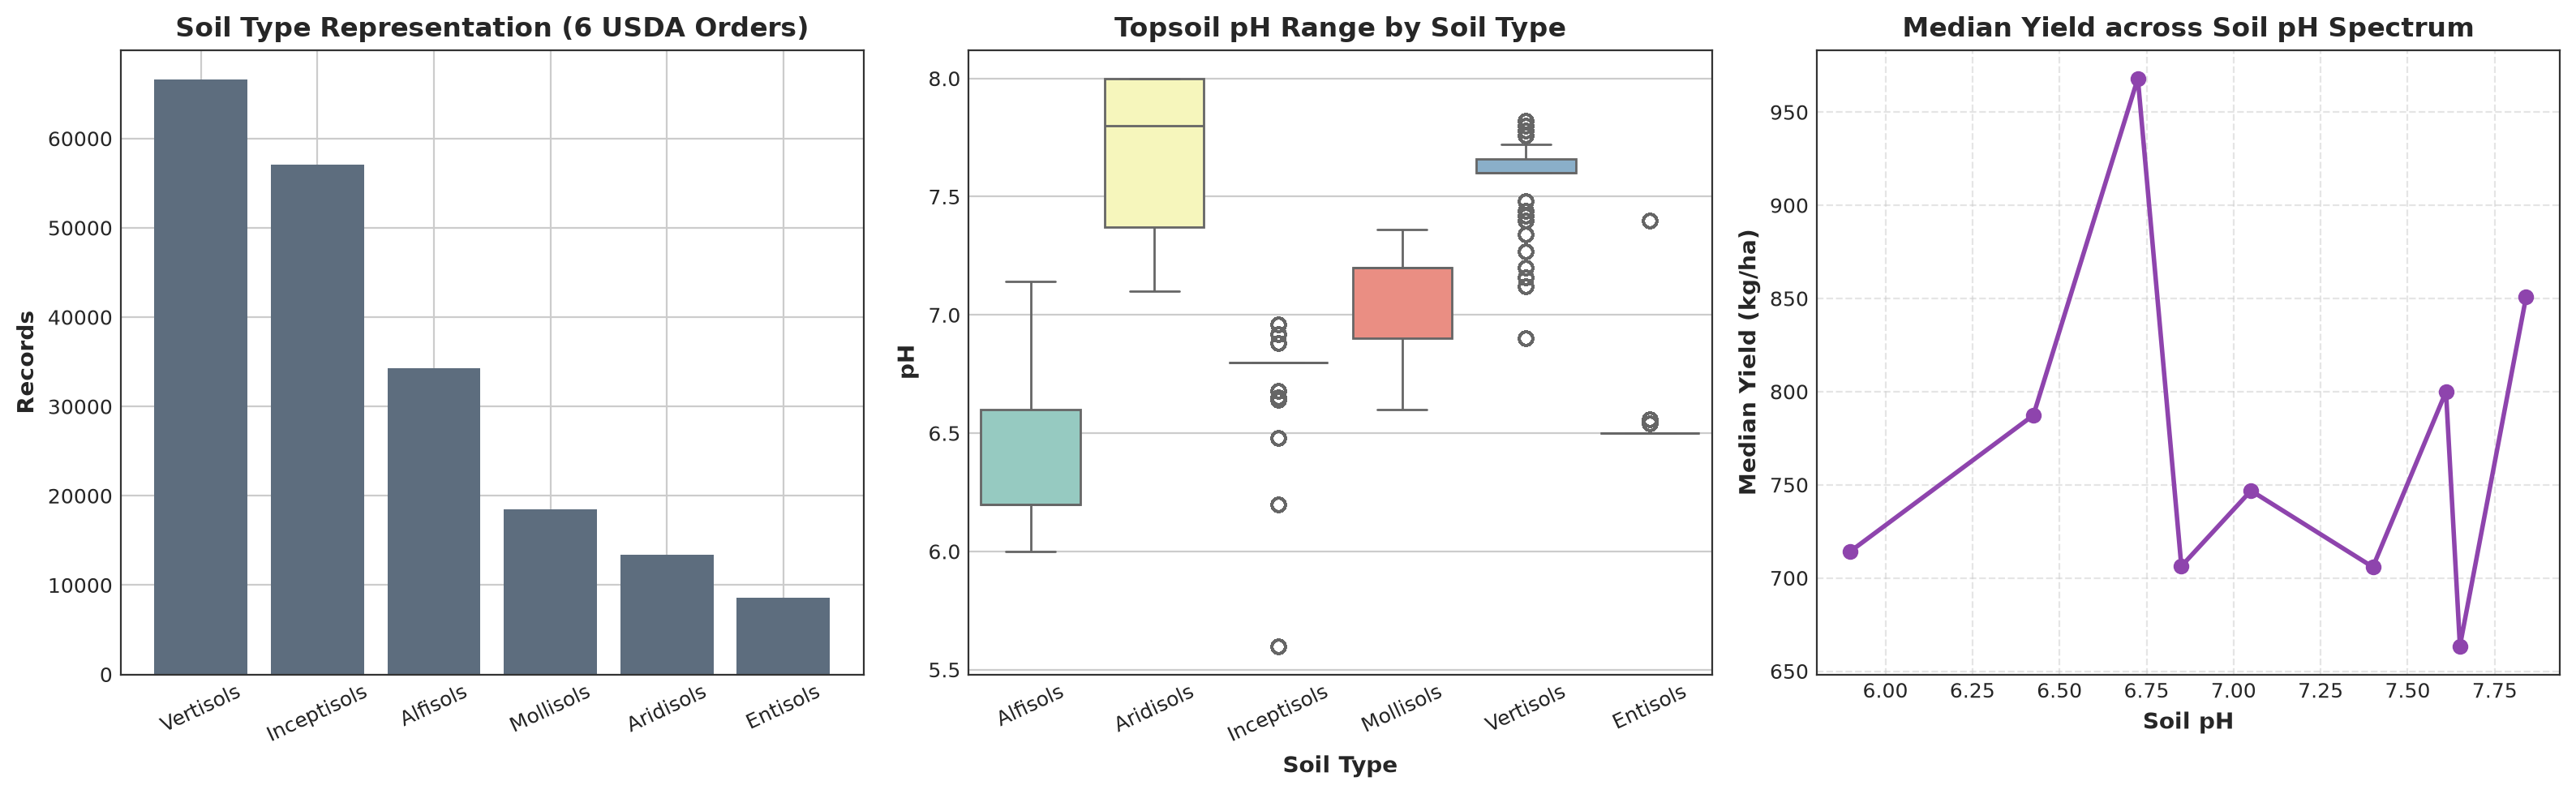 Soil Type Representation (6 USDA Orders)
Records
60000
50000
40000
30000
20000
10000
0
Vertisols
Inceptisols
Alfisols
Mollisols
Aridisols
Entisols
Topsoil pH Range by Soil Type
pH
8.0
7.5
7.0
6.5
6.0
5.5
Alfisols
Aridisols
Inceptisols
Mollisols
Vertisols
Entisols
Soil Type
Median Yield across Soil pH Spectrum
Median Yield (kg/ha)
950
900
850
800
750
700
650
6.00
6.25
6.50
6.75
7.00
7.25
7.50
7.75
Soil pH